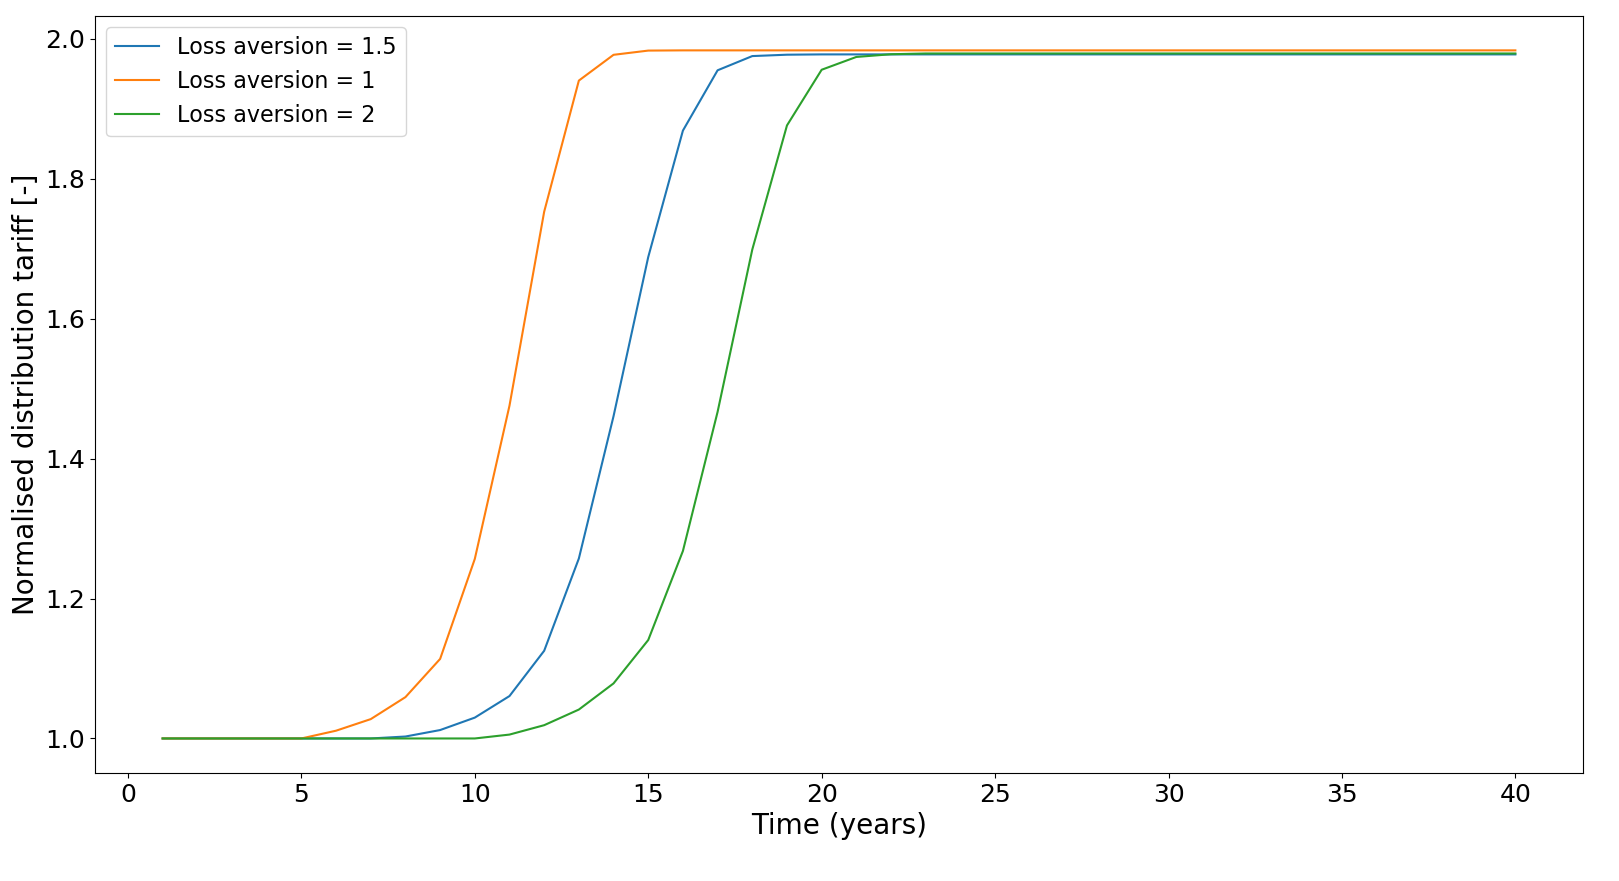 Loss aversion = 1.5
Loss aversion = 1
Loss aversion = 2
Normalised distribution tariff [-]
2.0
1.8
1.6
1.4
1.2
1.0
0 5 10 15 20 25 30 35 40
Time (years)